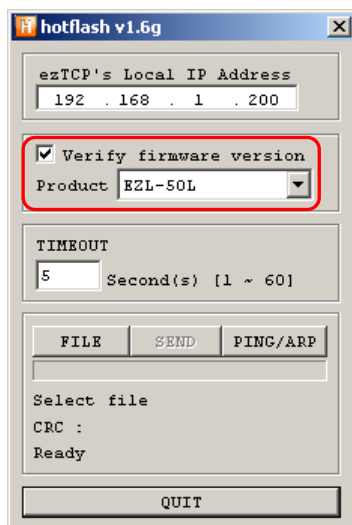 hotflash v1.6g
ezTCP's Local IP Address
192 . 168 . 1 . 200
Verify firmware version
Product EZL-50L
TIMEOUT
5 Second(s) [1 ~ 60]
FILE SEND PING/ARP
Select file
CRC :
Ready
QUIT